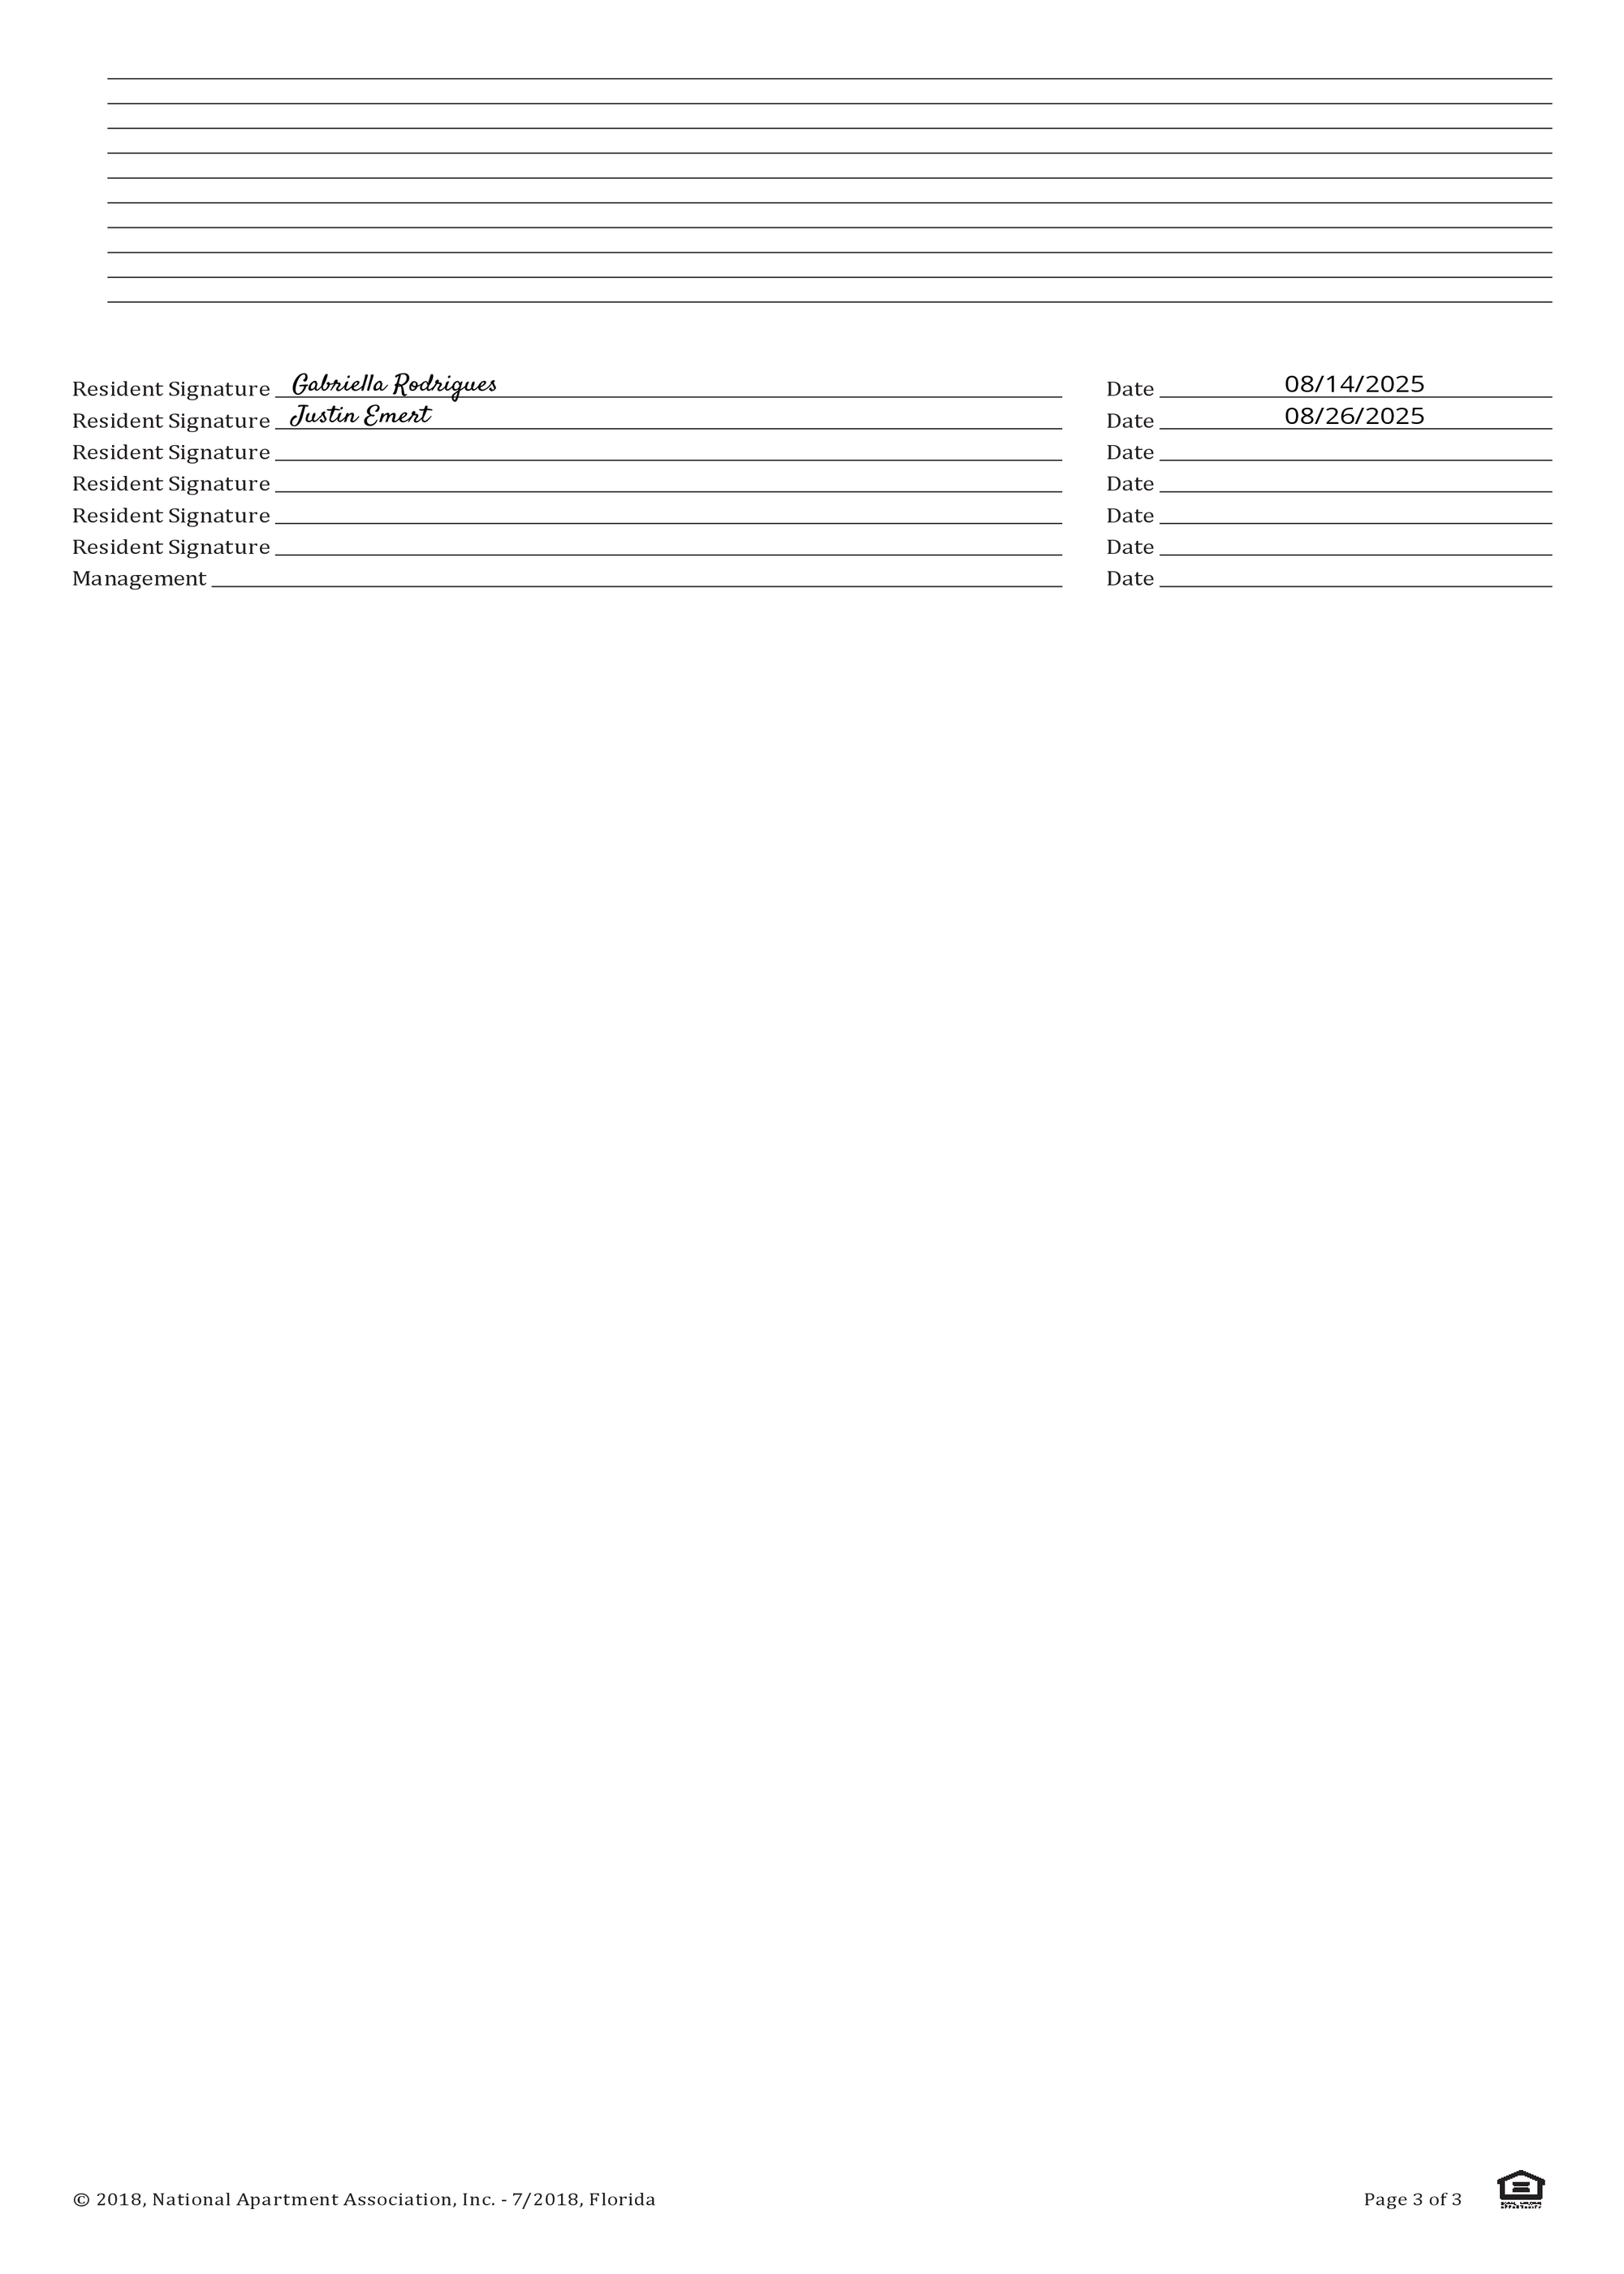 Resident Signature Gabriella Rodrigues Date 08/14/2025
Resident Signature Justin Emert Date 08/26/2025
Resident Signature Date
Resident Signature Date
Resident Signature Date
Resident Signature Date
Management Date
© 2018, National Apartment Association, Inc. - 7/2018, Florida Page 3 of 3